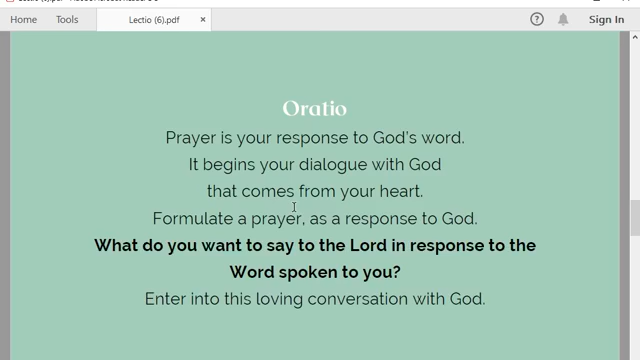 Home Tools Lectio (6).pdf × Sign In
Oratio
Prayer is your response to God's word.
It begins your dialogue with God
that comes from your heart.
Formulate a prayer, as a response to God.
What do you want to say to the Lord in response to the
Word spoken to you?
Enter into this loving conversation with God.